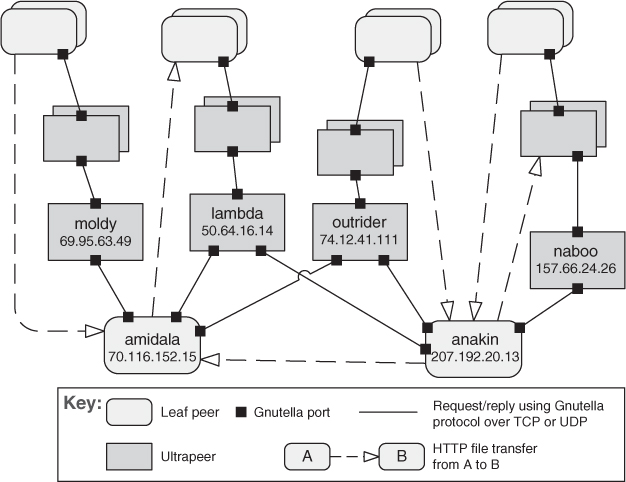 moldy
69.95.63.49
lambda
50.64.16.14
outrider
74.12.41.111
naboo
157.66.24.26
amidala
70.116.152.15
anakin
207.192.20.13
Key:
Leaf peer
Gnutella port
Request/reply using Gnutella
protocol over TCP or UDP
Ultrapeer
A
B
HTTP file transfer
from A to B